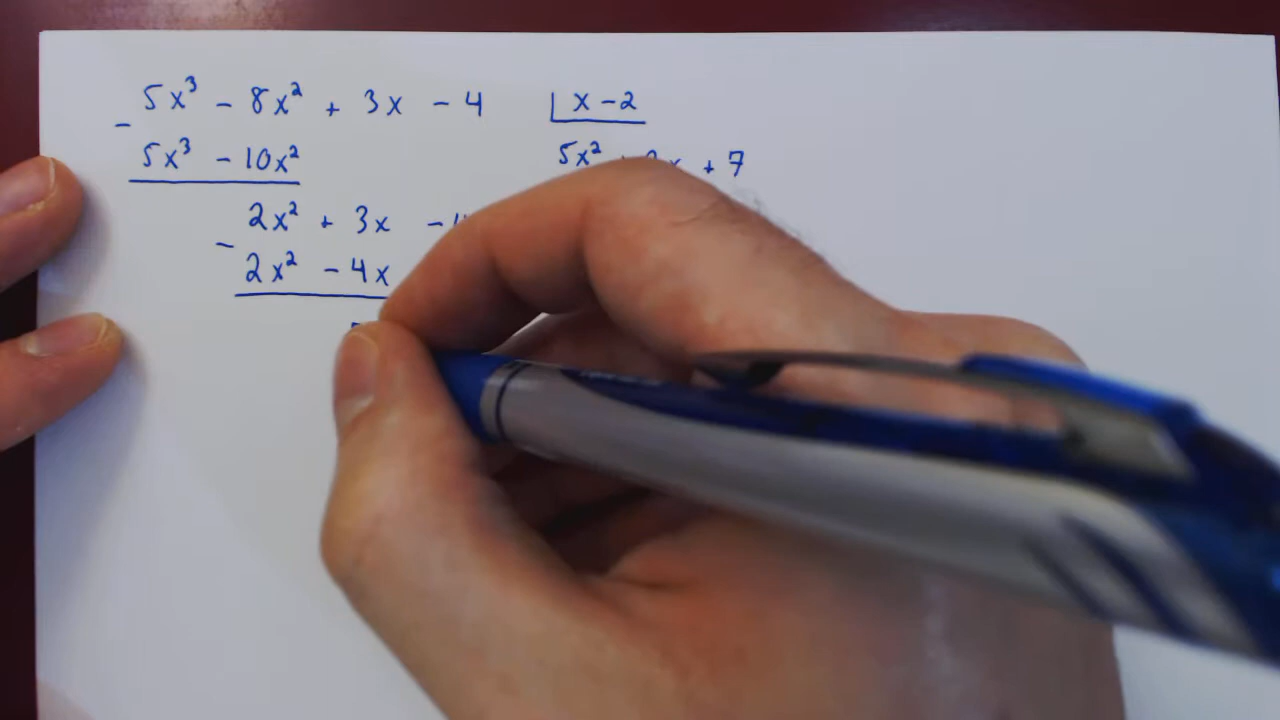 5x³ - 8x² + 3x - 4 | x - 2
- 5x³ - 10x² 5x² + 7
2x² + 3x -
- 2x² - 4x